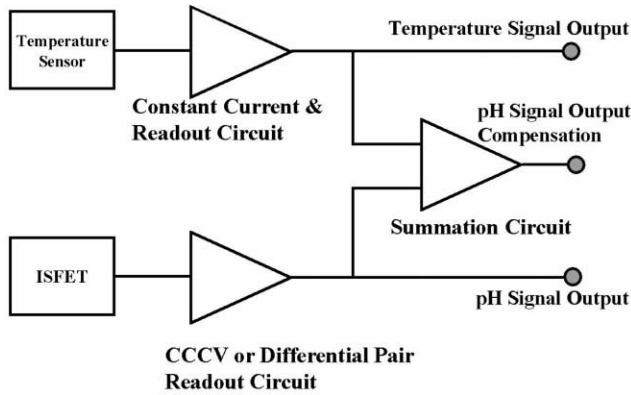 Temperature
Sensor
Temperature Signal Output
Constant Current &
Readout Circuit
pH Signal Output
Compensation
Summation Circuit
ISFET
pH Signal Output
CCCV or Differential Pair
Readout Circuit